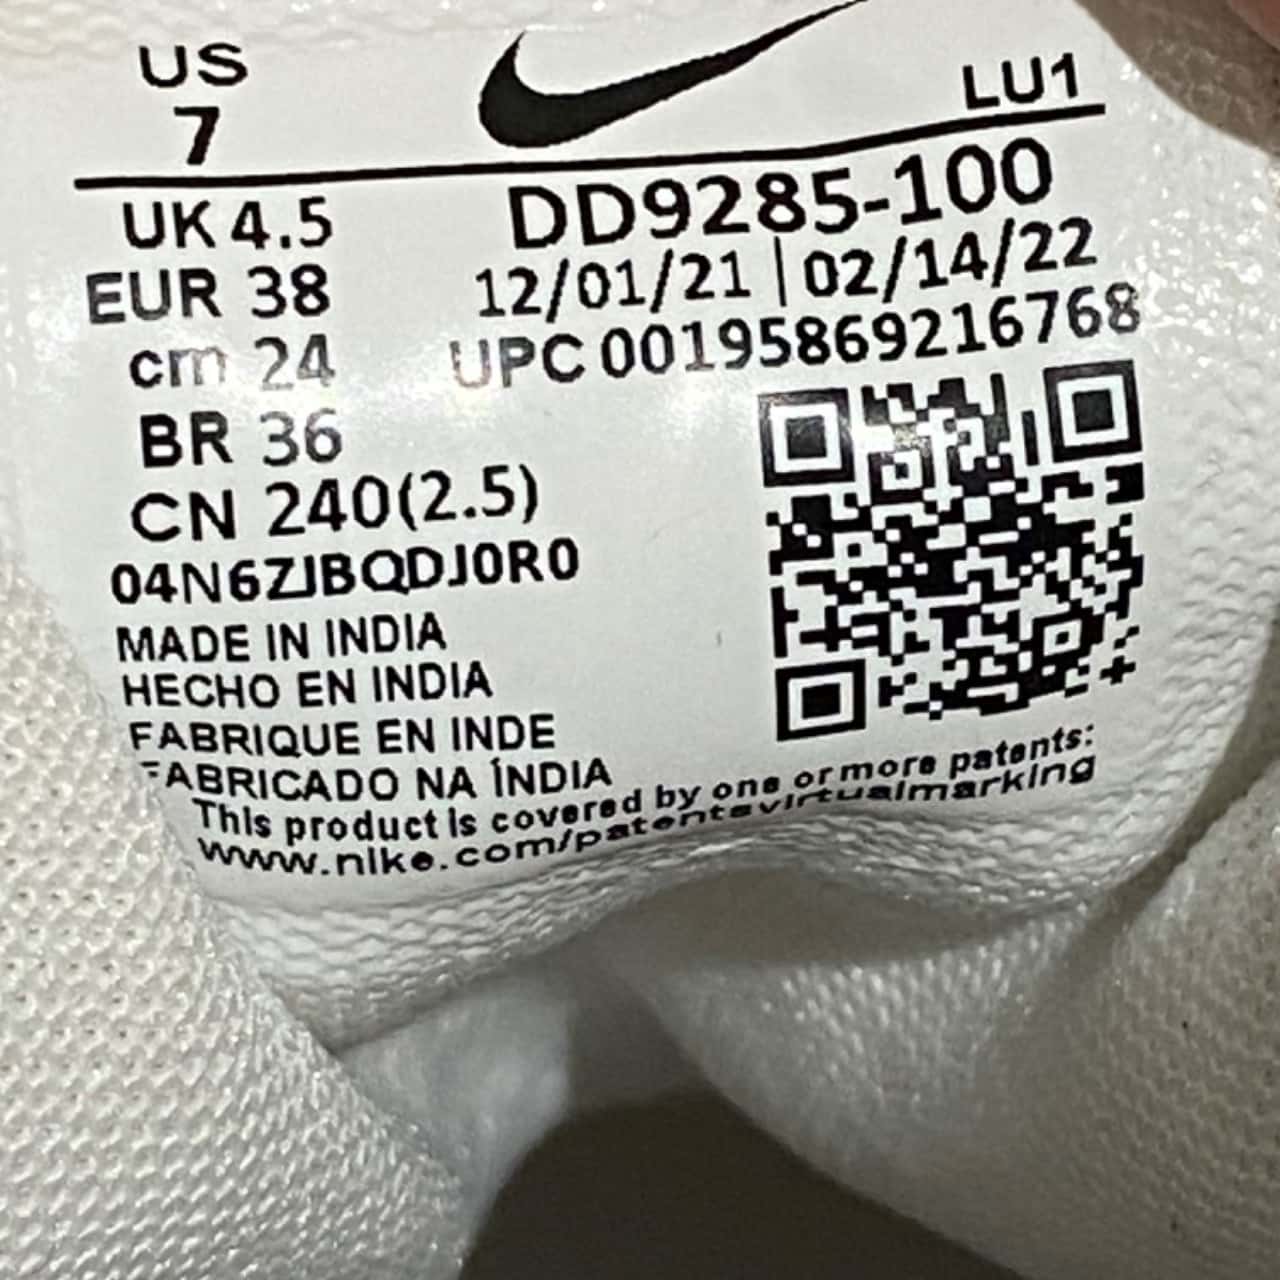 US
7
LU1
UK 4.5
DD9285-100
EUR 38
12/01/21 | 02/14/22
cm 24
UPC 00195869216768
BR 36
CN 240(2.5)
04N6ZJBQDJ0R0
MADE IN INDIA
HECHO EN INDIA
FABRIQUE EN INDE
FABRICADO NA ÍNDIA
This product is covered by one or more patents:
www.nike.com/patentsvirtualmarking